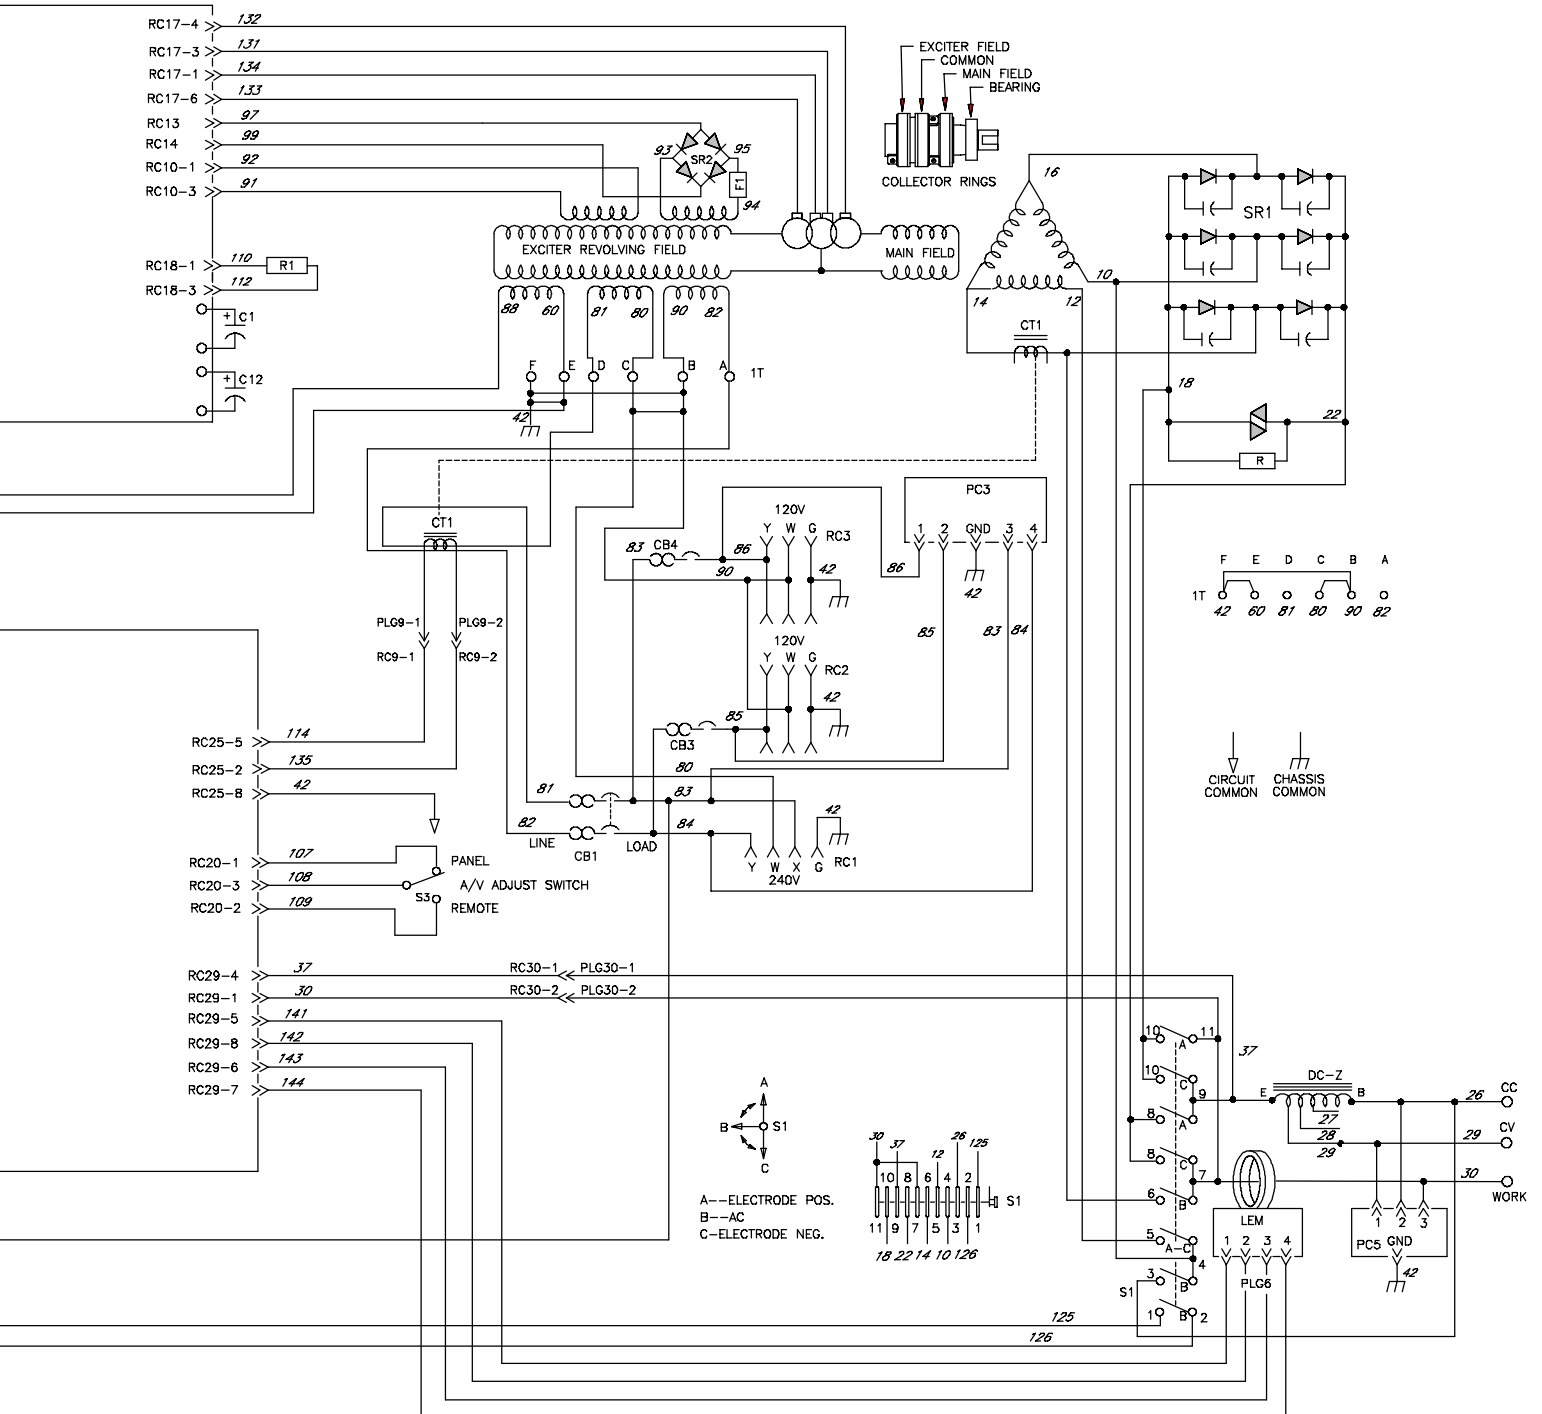 RC17-4 132
RC17-3 131
RC17-1 134
RC17-6 133
RC13 97
RC14 99
RC10-1 92
RC10-3 91
RC18-1 110 R1
RC18-3 112
+ C1
+ C12
93 SR2 95
F1
94
EXCITER REVOLVING FIELD
MAIN FIELD
EXCITER FIELD
COMMON
MAIN FIELD
BEARING
COLLECTOR RINGS
88 60 81 80 90 82
F E D C B A 1T
42
16
10
14 12
CT1
SR1
18
22
R
CT1
PLG9-1 PLG9-2
RC9-1 RC9-2
83 CB4 86
90
120V
Y W G RC3
42
120V
Y W G RC2
42
85
CB3
80
PC3
1 2 GND 3 4
86
42
85 83 84
F E D C B A
1T
42 60 81 80 90 82
CIRCUIT
COMMON
CHASSIS
COMMON
RC25-5 114
RC25-2 135
RC25-8 42
81 83
82 84
LINE CB1 LOAD
42
Y W X G RC1
240V
RC20-1 107
RC20-3 108
RC20-2 109
PANEL
A/V ADJUST SWITCH
S3
REMOTE
RC29-4 37 RC30-1 PLG30-1
RC29-1 30 RC30-2 PLG30-2
RC29-5 141
RC29-8 142
RC29-6 143
RC29-7 144
A
B S1
C
A--ELECTRODE POS.
B--AC
C-ELECTRODE NEG.
30 37 12 26 125
10 8 6 4 2
S1
11 9 7 5 3 1
18 22 14 10 126
10 A 11
37
10 C
9
8 A
8 C
7
6 B
5 A-C
4
3 B
S1
1 B 2
125
126
E DC-Z B
27
28
29
26 CC
29 CV
30
WORK
LEM
1 2 3 4
PLG6
1 2 3
PC5 GND
42